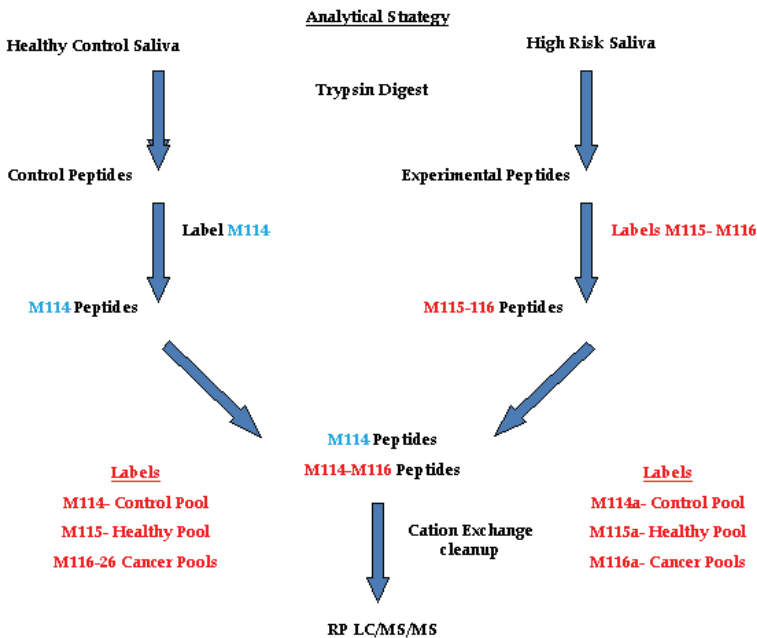 Analytical Strategy
Healthy Control Saliva
High Risk Saliva
Trypsin Digest
Control Peptides
Experimental Peptides
Label M114
Labels M115- M116
M114 Peptides
M115-116 Peptides
M114 Peptides
M114-M116 Peptides
Labels
M114- Control Pool
M115- Healthy Pool
M116-26 Cancer Pools
Labels
M114a- Control Pool
M115a- Healthy Pool
M116a- Cancer Pools
Cation Exchange
cleanup
RP LC/MS/MS